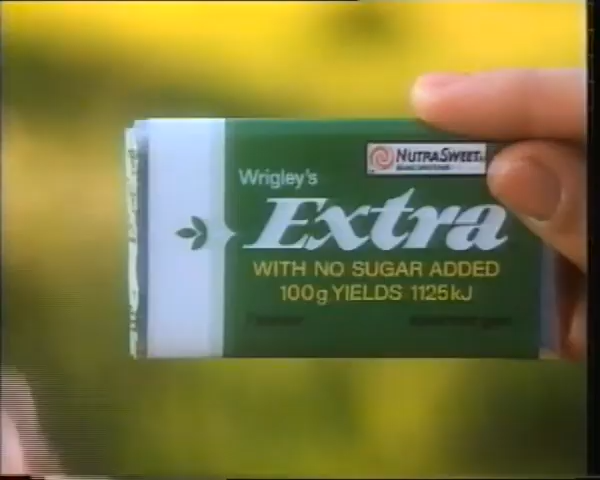 NUTRASWEET
Wrigley's
Extra
WITH NO SUGAR ADDED
100g YIELDS 1125kJ